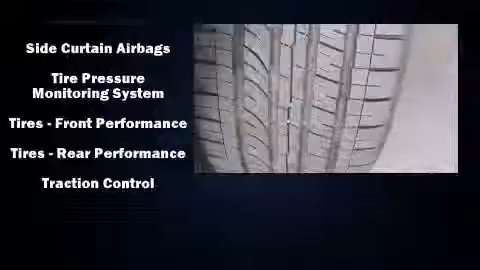 Side Curtain Airbags
Tire Pressure
Monitoring System
Tires - Front Performance
Tires - Rear Performance
Traction Control